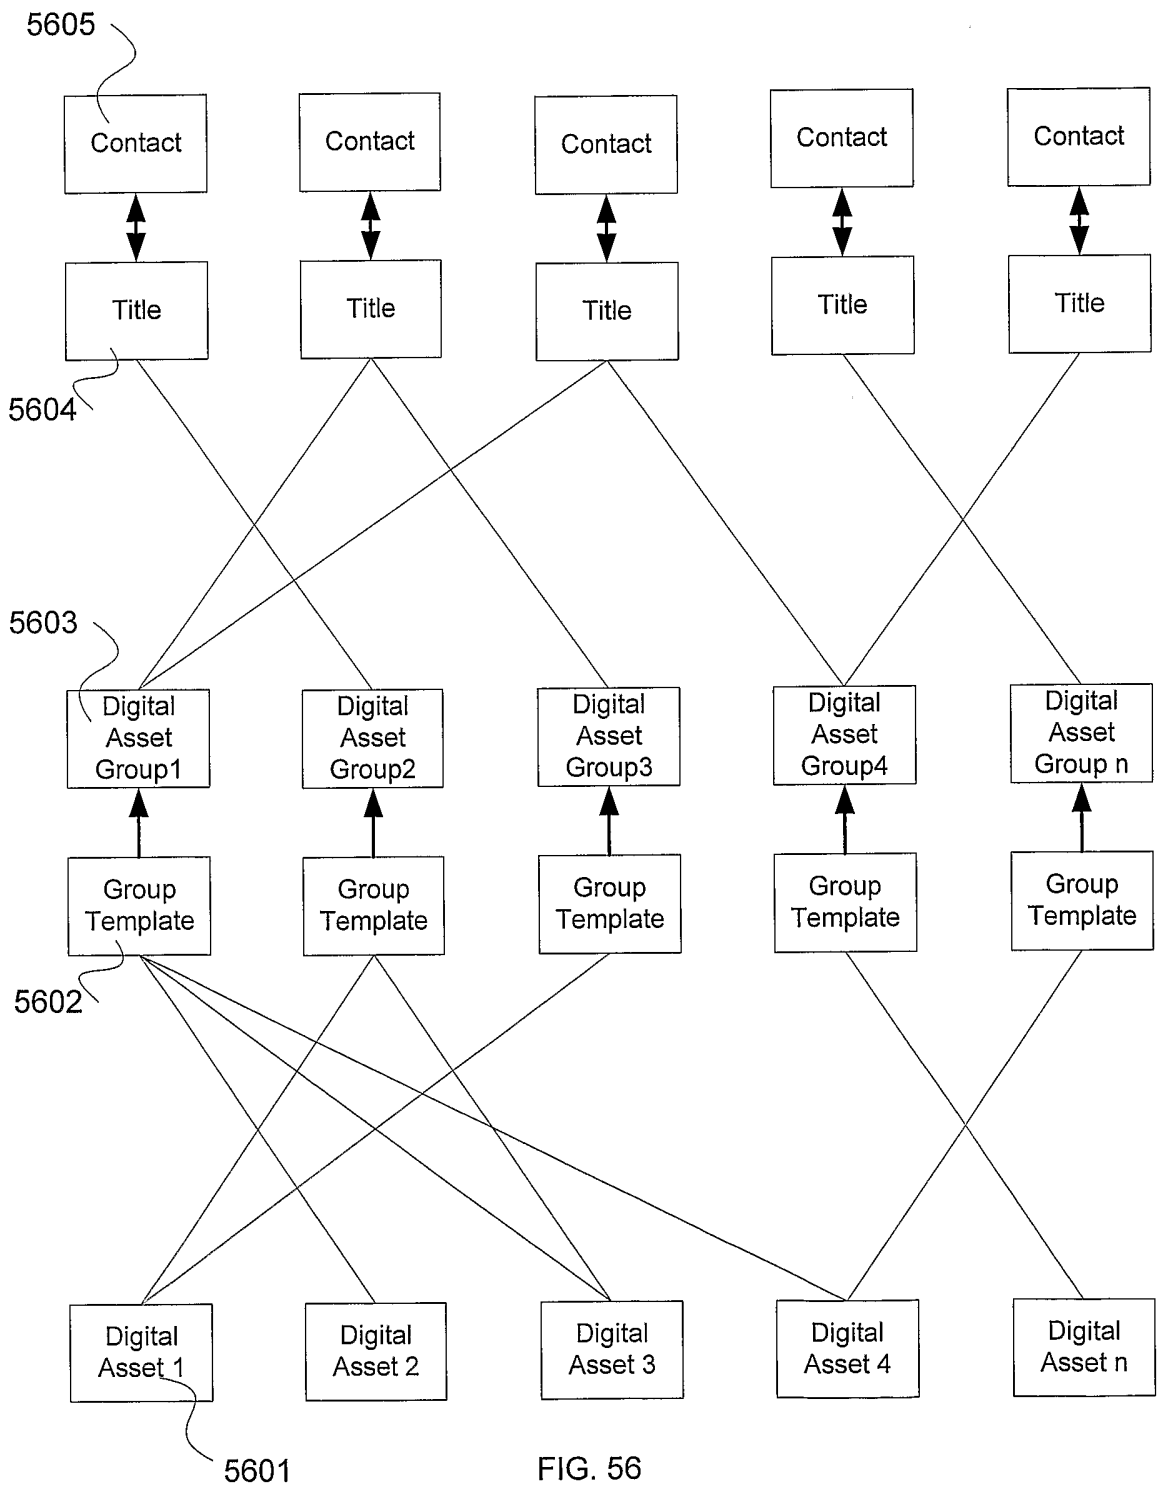 5605
Contact Contact Contact Contact Contact
Title Title Title Title Title
5604
5603
Digital Digital Digital Digital Digital
Asset Asset Asset Asset Asset
Group1 Group2 Group3 Group4 Group n
Group Group Group Group Group
Template Template Template Template Template
5602
Digital Digital Digital Digital Digital
Asset 1 Asset 2 Asset 3 Asset 4 Asset n
5601
FIG. 56